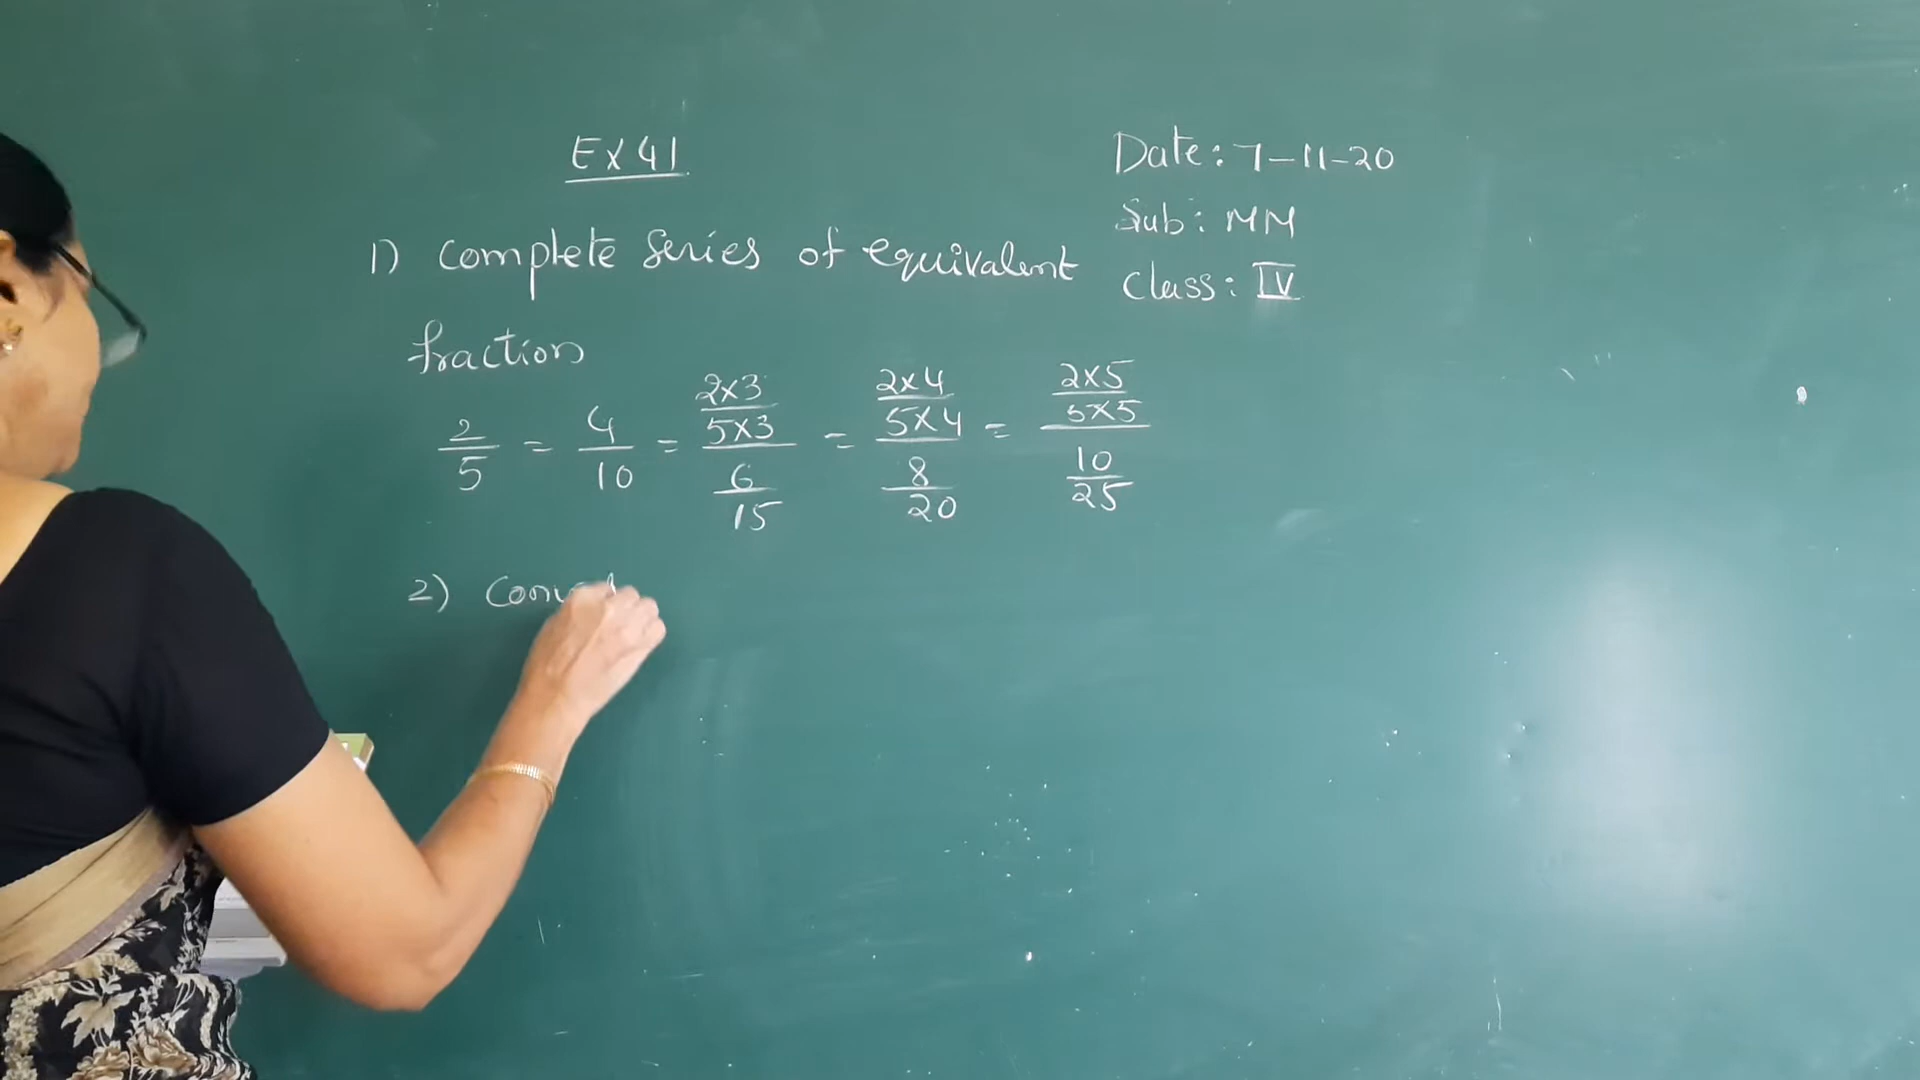 Ex 41
Date: 7-11-20
Sub: MM
Class: IV
1) Complete series of equivalent
fraction
2/5 = 4/10 = 2x3/5x3 = 2x4/5x4 = 2x5/5x5
6/15 8/20 10/25
2)